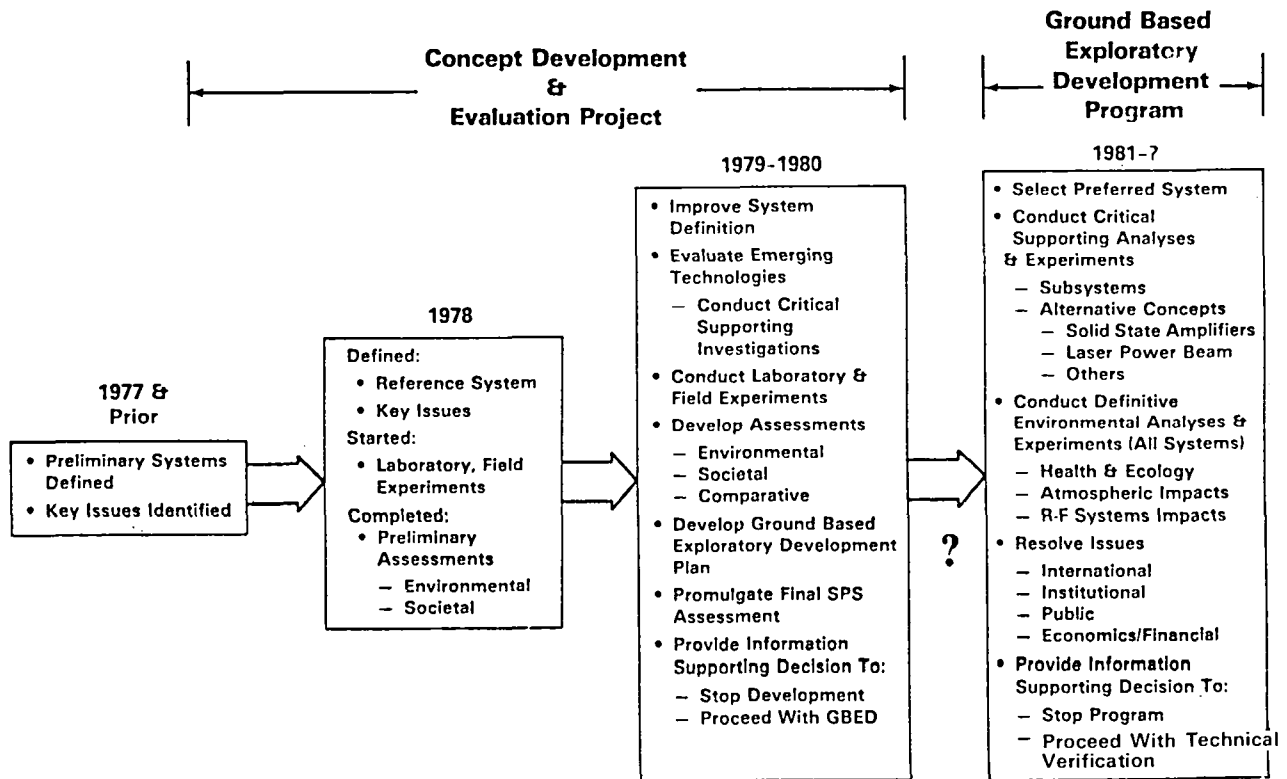 Concept Development
&
Evaluation Project
Ground Based
Exploratory
Development
Program
1977 &
Prior
• Preliminary Systems
Defined
• Key Issues Identified
1978
Defined:
• Reference System
• Key Issues
Started:
• Laboratory, Field
Experiments
Completed:
• Preliminary
Assessments
– Environmental
– Societal
1979-1980
• Improve System
Definition
• Evaluate Emerging
Technologies
– Conduct Critical
Supporting
Investigations
• Conduct Laboratory &
Field Experiments
• Develop Assessments
– Environmental
– Societal
– Comparative
• Develop Ground Based
Exploratory Development
Plan
• Promulgate Final SPS
Assessment
• Provide Information
Supporting Decision To:
– Stop Development
– Proceed With GBED
?
1981-?
• Select Preferred System
• Conduct Critical
Supporting Analyses
& Experiments
– Subsystems
– Alternative Concepts
– Solid State Amplifiers
– Laser Power Beam
– Others
• Conduct Definitive
Environmental Analyses &
Experiments (All Systems)
– Health & Ecology
– Atmospheric Impacts
– R-F Systems Impacts
• Resolve Issues
– International
– Institutional
– Public
– Economics/Financial
• Provide Information
Supporting Decision To:
– Stop Program
– Proceed With Technical
Verification